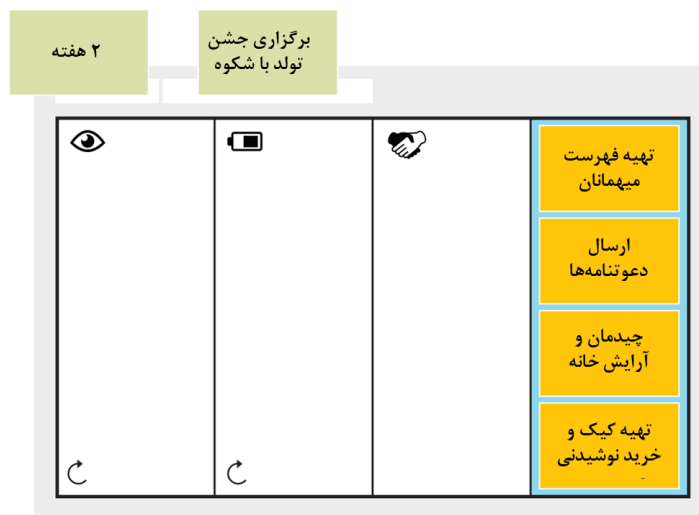 برگزاری جشن
تولد با شکوه
۲ هفته
تهیه فهرست
میهمانان
ارسال
دعوتنامه‌ها
چیدمان و
آرایش خانه
تهیه کیک و
خرید نوشیدنی